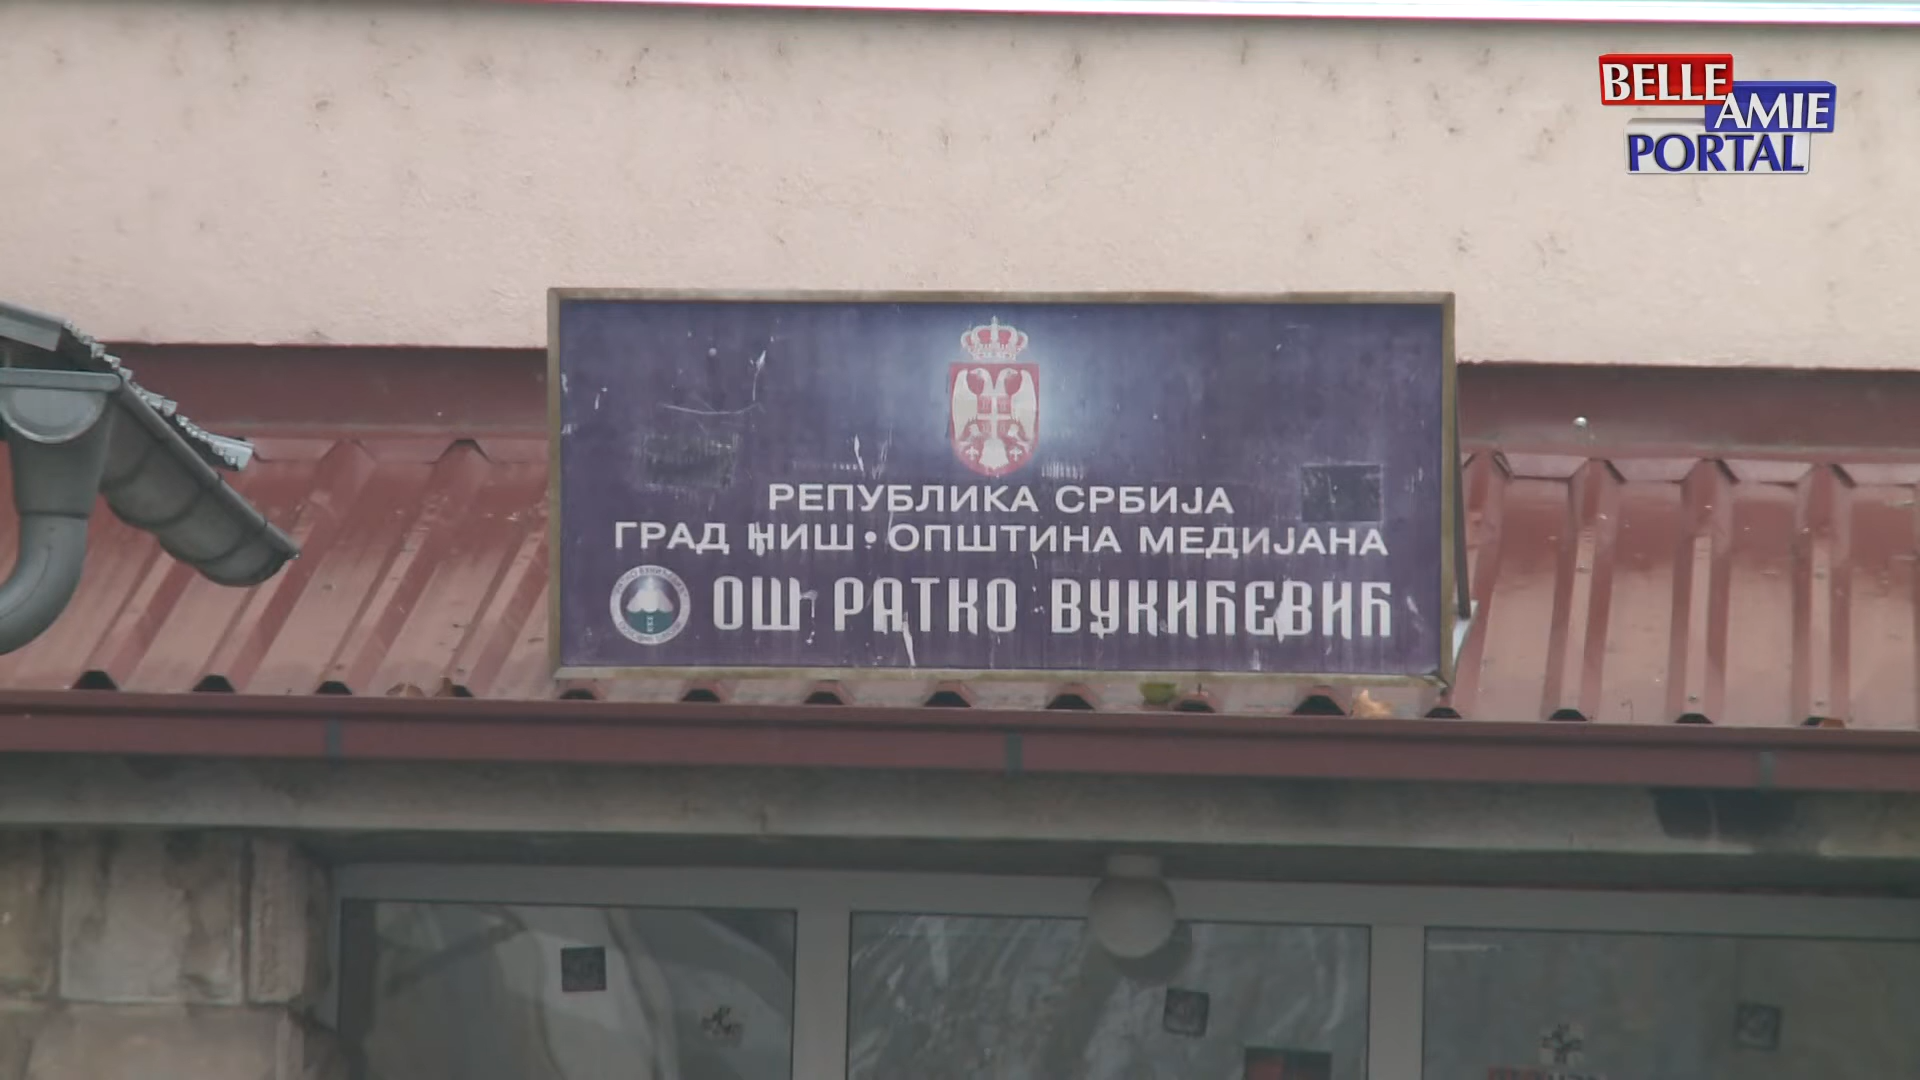 BELLE
AMIE
PORTAL
РЕПУБЛИКА СРБИЈА
ГРАД НИШ • ОПШТИНА МЕДИЈАНА
ОШ РАТКО ВУКИЋЕВИЋ